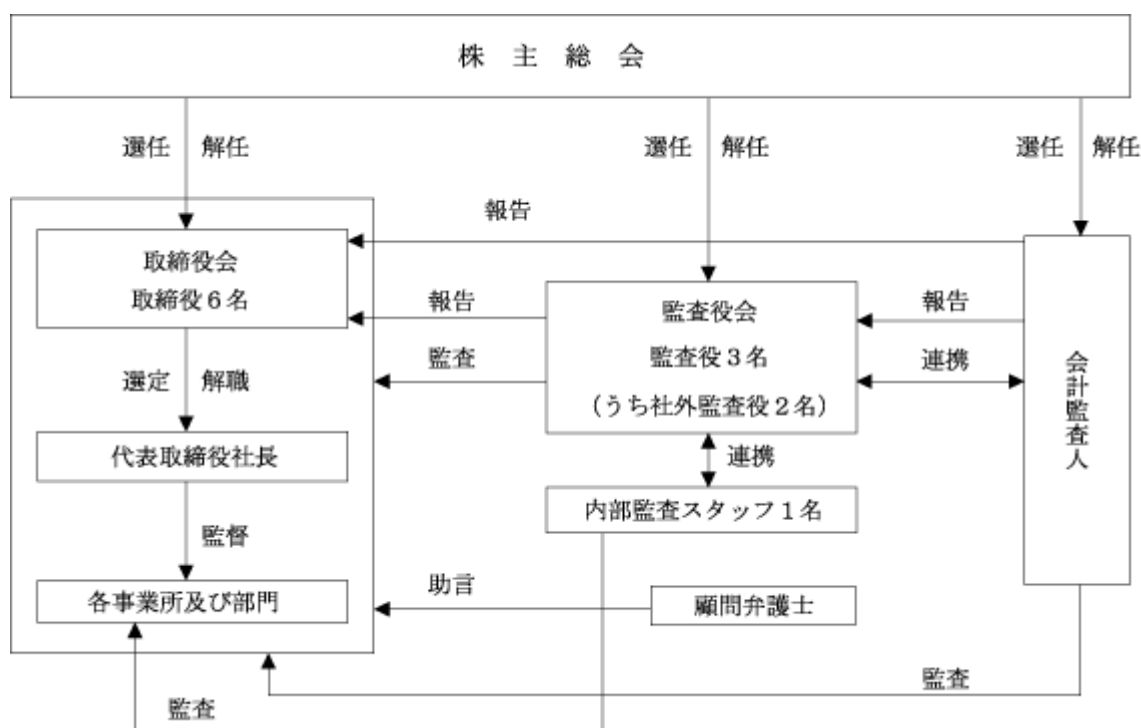 株主総会
選任 解任
選任 解任
選任 解任
報告
取締役会
取締役6名
報告
監査役会
監査役3名
(うち社外監査役2名)
報告
監査
連携
選定 解職
会計監査人
代表取締役社長
連携
内部監査スタッフ1名
監督
助言
各事業所及び部門
顧問弁護士
監査
監査